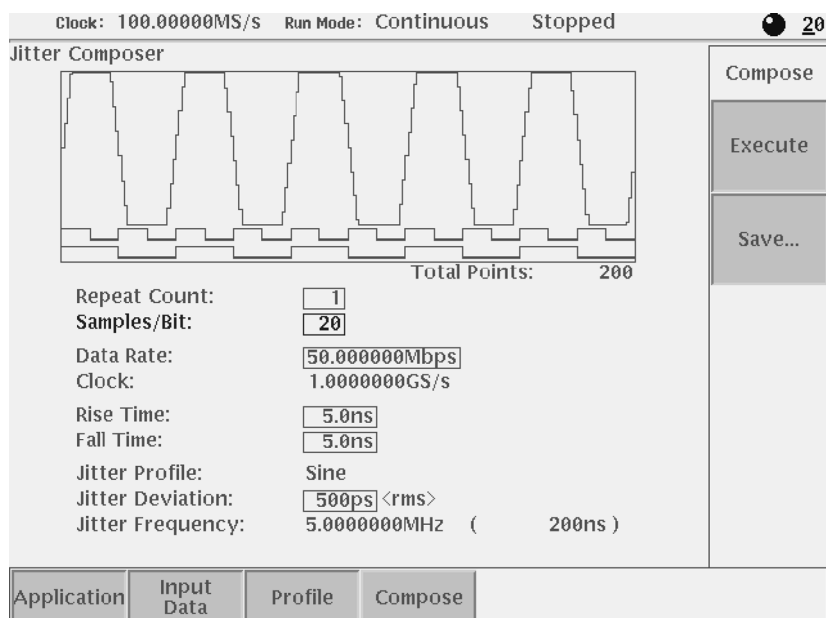 Clock: 100.00000MS/s Run Mode: Continuous Stopped 20
Jitter Composer
Compose
Execute
Save...
Total Points: 200
Repeat Count: 1
Samples/Bit: 20
Data Rate: 50.000000Mbps
Clock: 1.0000000GS/s
Rise Time: 5.0ns
Fall Time: 5.0ns
Jitter Profile: Sine
Jitter Deviation: 500ps <rms>
Jitter Frequency: 5.0000000MHz ( 200ns )
Application
Input
Data
Profile
Compose